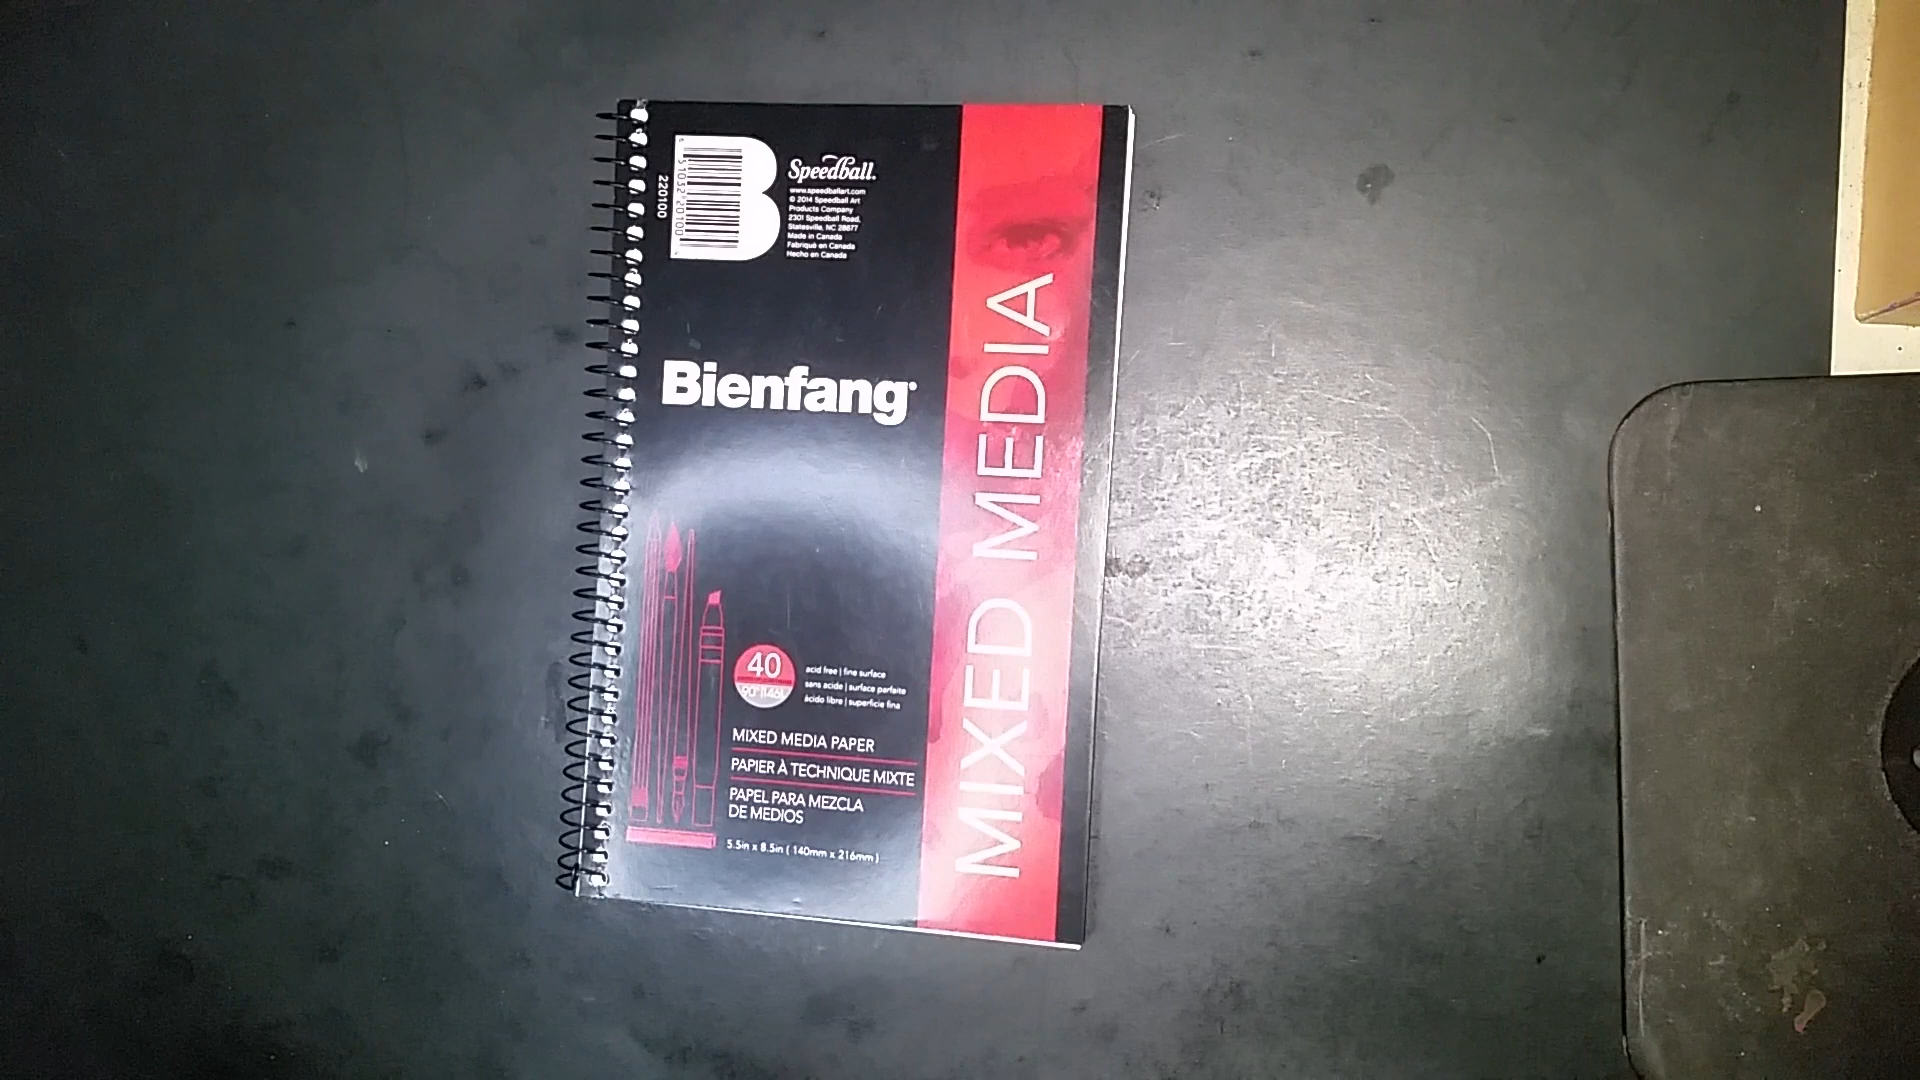 Speedball.
www.speedballart.com
© 2014 Speedball Art
Products Company
2301 Speedball Road,
Statesville, NC 28677
Made in Canada
Fabriqué en Canada
Hecho en Canada
220100
51032 20100
Bienfang
MIXED MEDIA
40
acid free | fine surface
sans acide | surface parfaite
ácido libre | superficie fina
MIXED MEDIA PAPER
PAPIER À TECHNIQUE MIXTE
PAPEL PARA MEZCLA
DE MEDIOS
5.5in x 8.5in ( 140mm x 216mm )